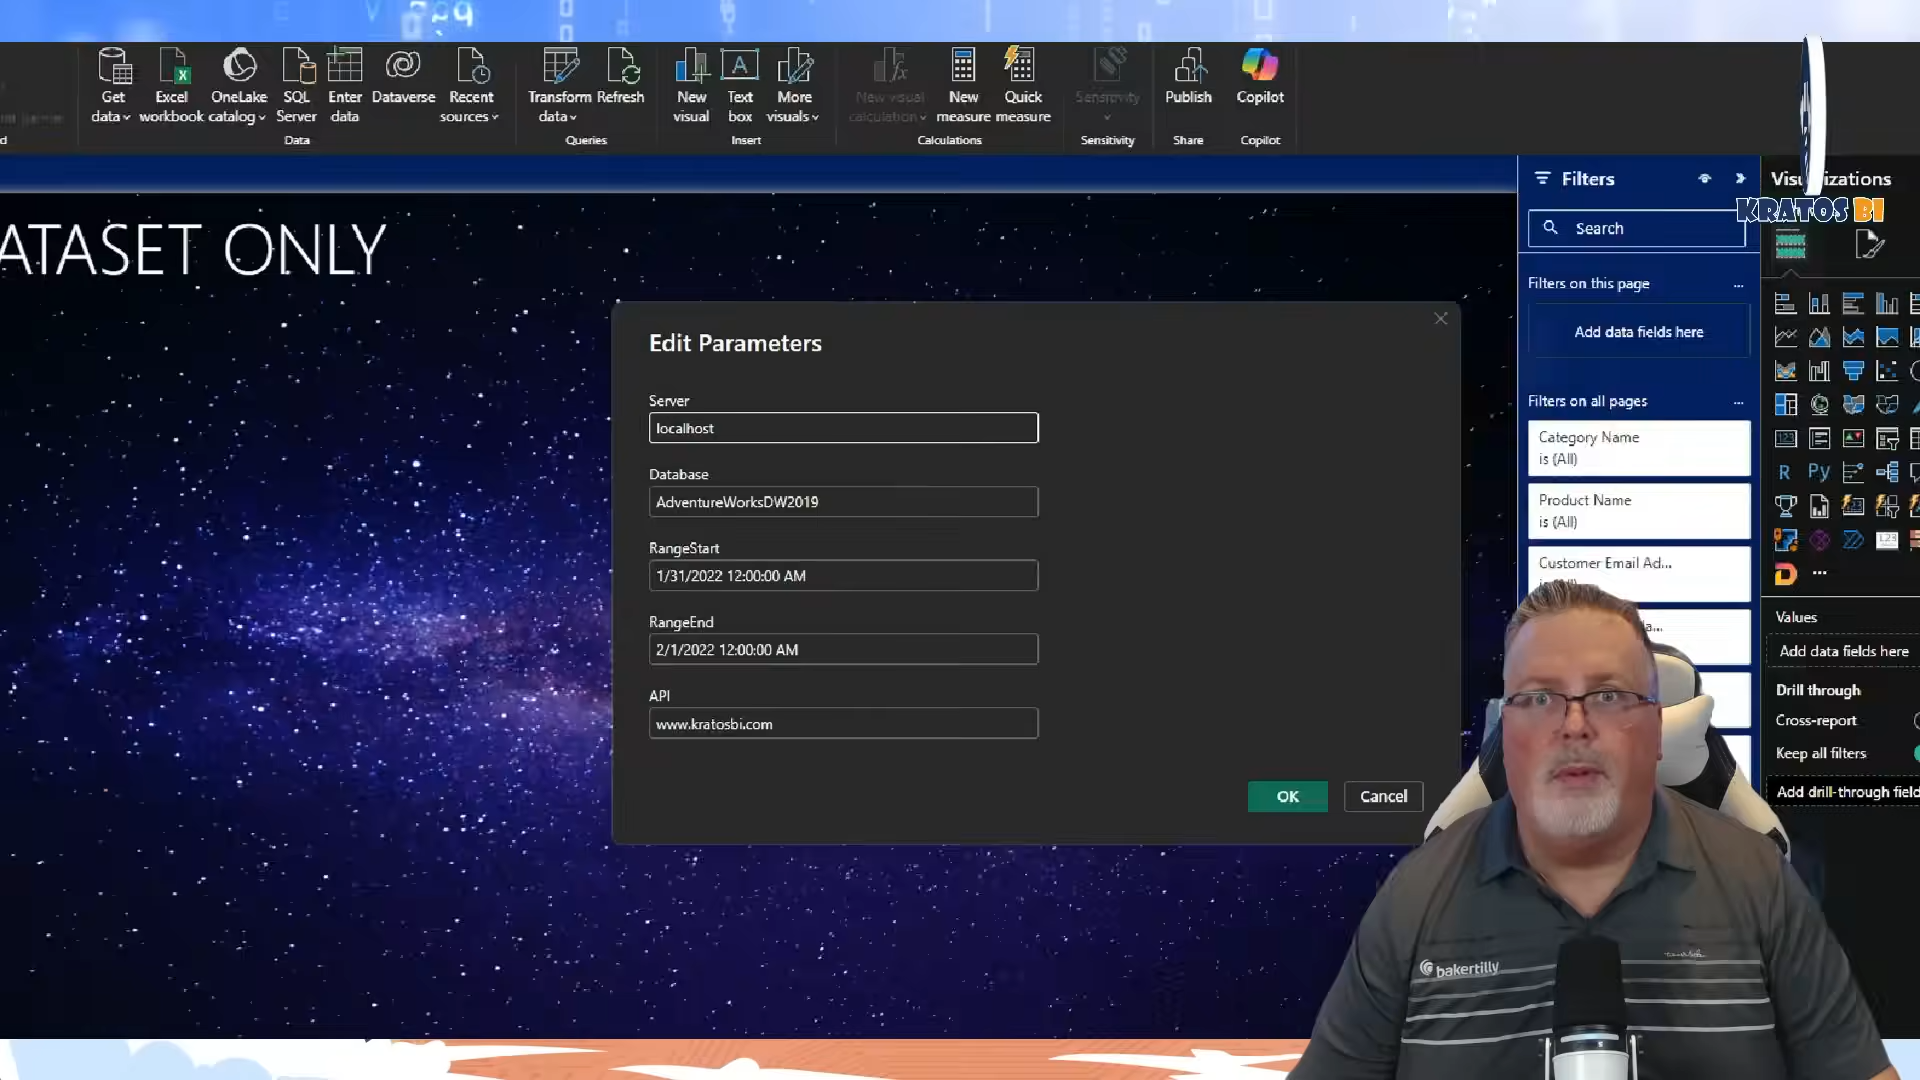 Get data
Excel workbook
OneLake catalog
SQL Server
Enter data
Dataverse
Recent sources
Data
Transform data
Refresh
Queries
New visual
Text box
More visuals
Insert
New visual calculation
New measure
Quick measure
Calculations
Sensitivity
Sensitivity
Publish
Share
Copilot
Copilot
ATASET ONLY
Filters
Search
Filters on this page
Add data fields here
Filters on all pages
Category Name
is (All)
Product Name
is (All)
Customer Email Ad...
Visualizations
KRATOS BI
R Py
123
Values
Add data fields here
Drill through
Cross-report
Keep all filters
Add drill-through field
Edit Parameters
Server
localhost
Database
AdventureWorksDW2019
RangeStart
1/31/2022 12:00:00 AM
RangeEnd
2/1/2022 12:00:00 AM
API
www.kratosbi.com
OK
Cancel
bakertilly